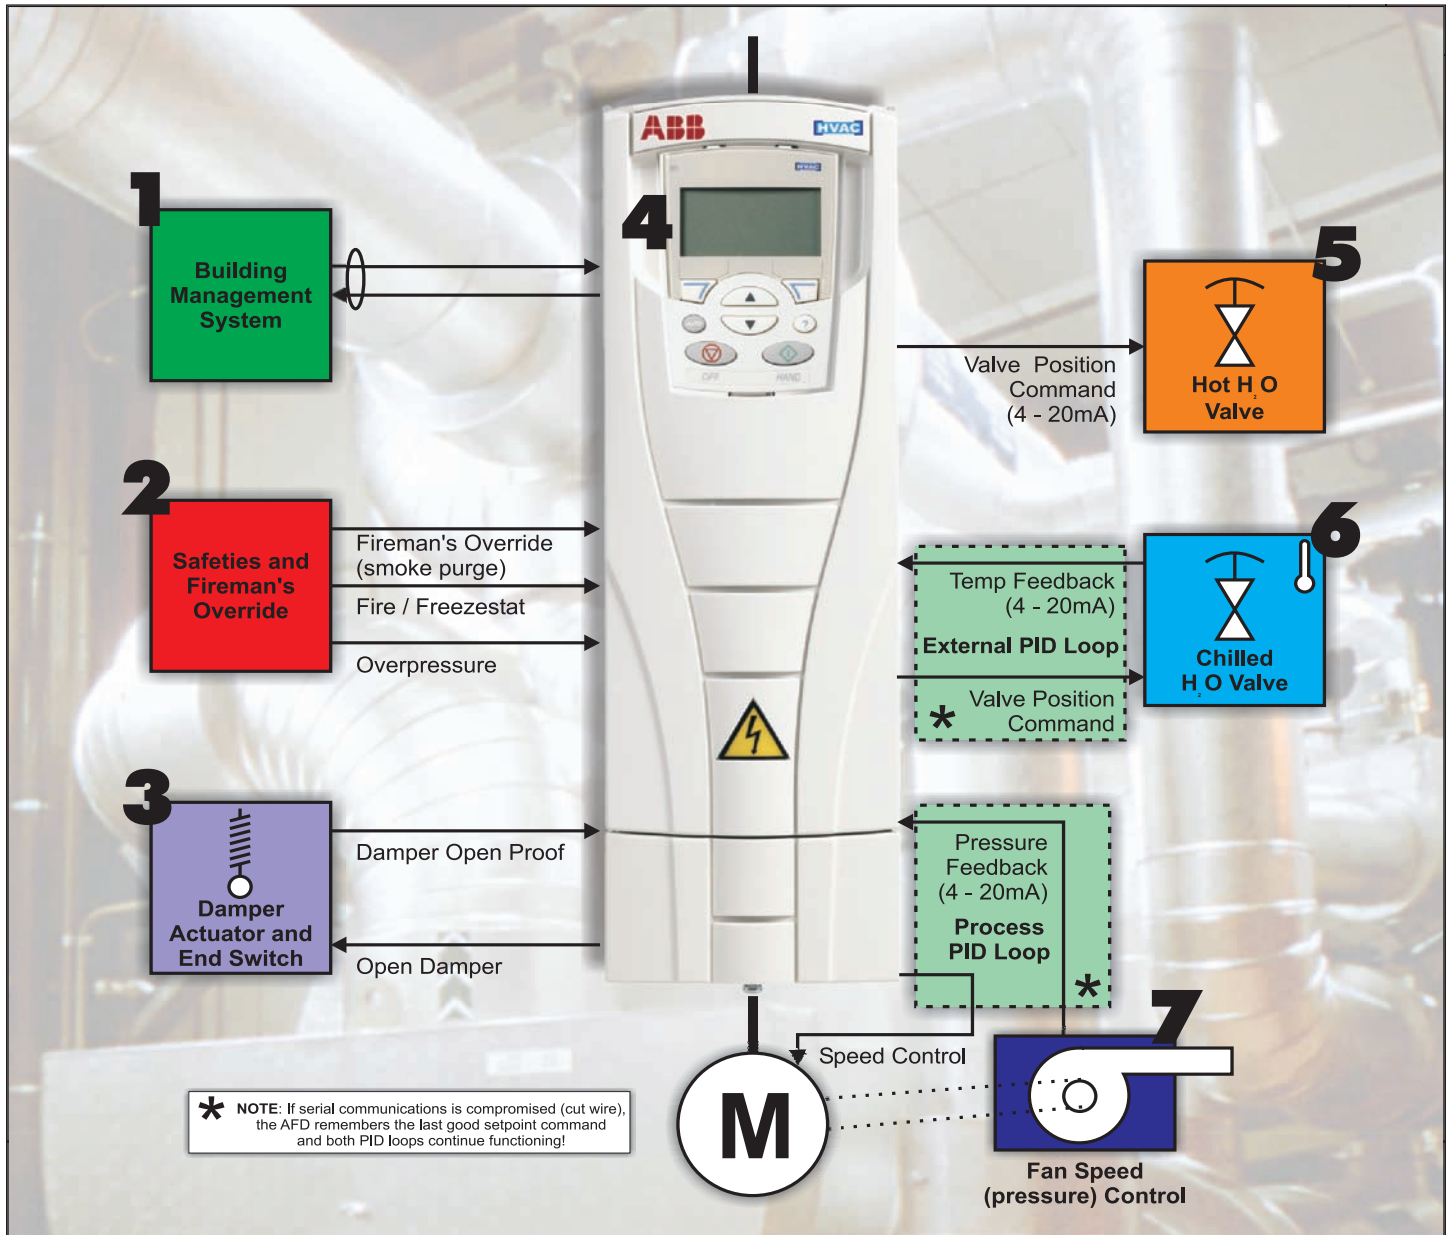 ABB
HVAC
HVAC
4
OFF
HAND
?
1
Building
Management
System
2
Safeties and
Fireman's
Override
Fireman's Override
(smoke purge)
Fire / Freezestat
Overpressure
3
Damper
Actuator and
End Switch
Damper Open Proof
Open Damper
5
Hot H₂O
Valve
Valve Position
Command
(4 - 20mA)
6
Chilled
H₂O Valve
Temp Feedback
(4 - 20mA)
External PID Loop
* Valve Position
Command
Pressure
Feedback
(4 - 20mA)
Process
PID Loop
*
7
Speed Control
M
Fan Speed
(pressure) Control
* NOTE: If serial communications is compromised (cut wire),
the AFD remembers the last good setpoint command
and both PID loops continue functioning!